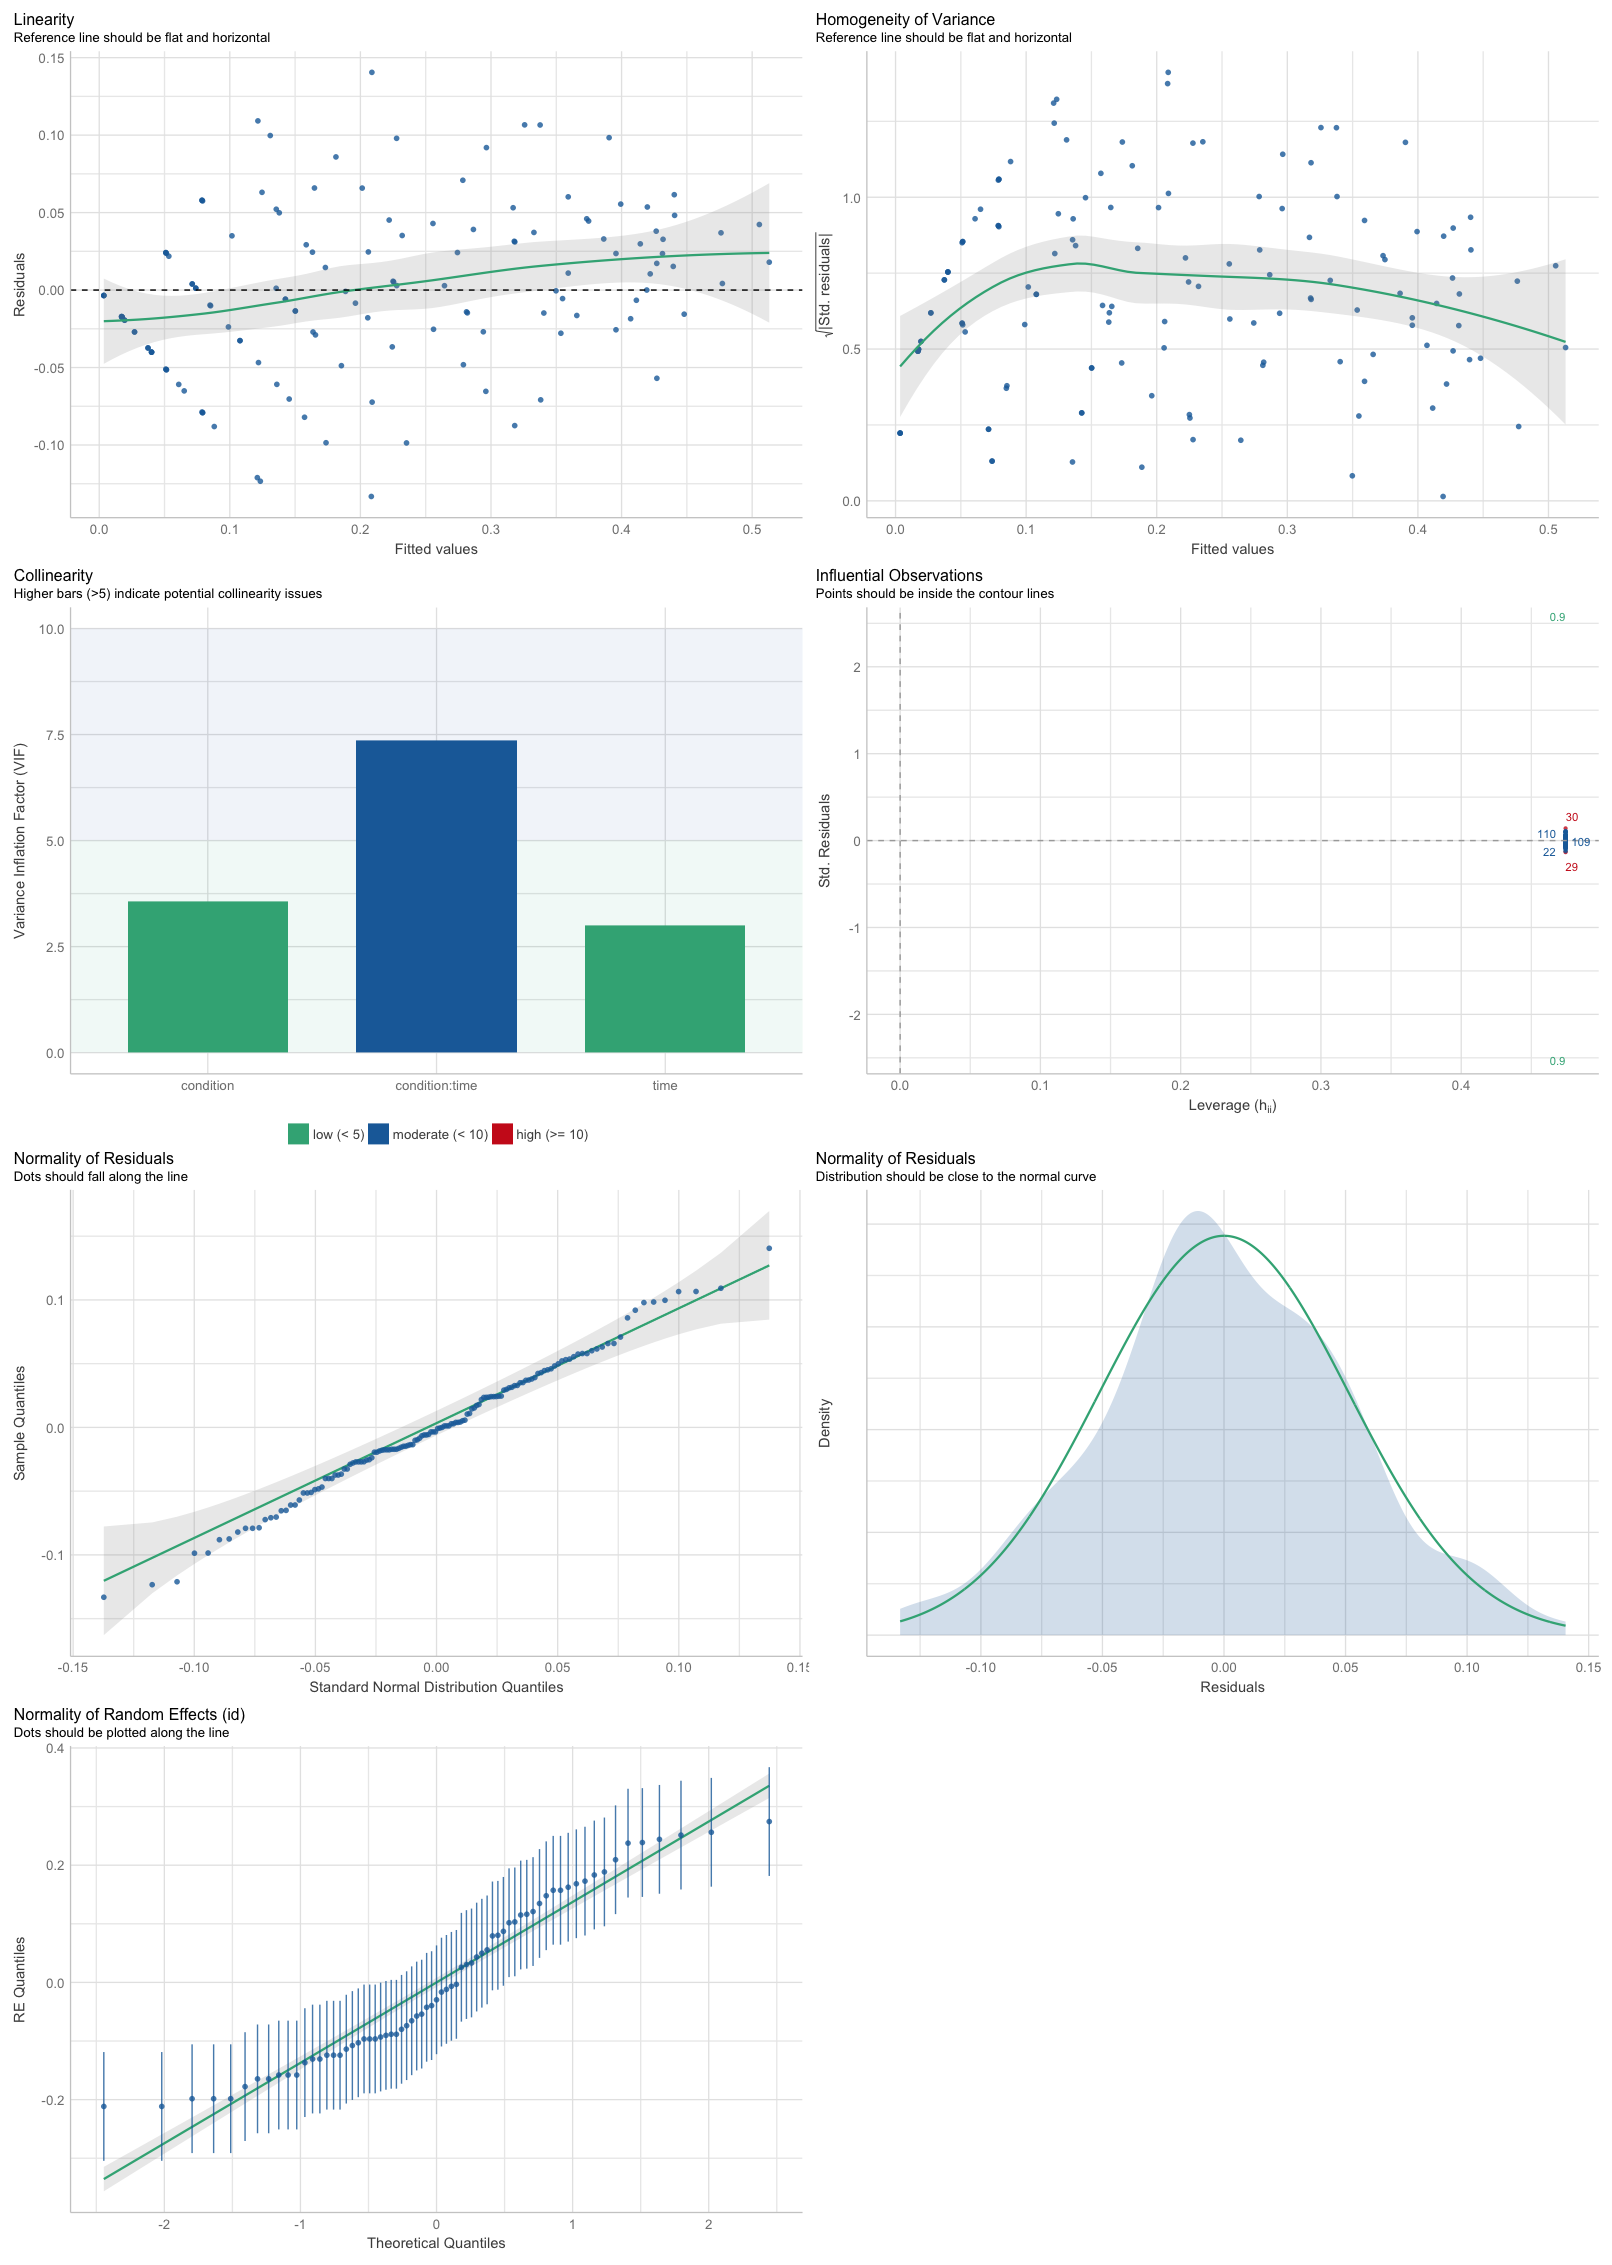 Linearity
Reference line should be flat and horizontal
0.15
0.10
0.05
0.00
-0.05
-0.10
Residuals
0.0 0.1 0.2 0.3 0.4 0.5
Fitted values
Homogeneity of Variance
Reference line should be flat and horizontal
1.0
0.5
0.0
√|Std. residuals|
0.0 0.1 0.2 0.3 0.4 0.5
Fitted values
Collinearity
Higher bars (>5) indicate potential collinearity issues
10.0
7.5
5.0
2.5
0.0
Variance Inflation Factor (VIF)
condition condition:time time
low (< 5) moderate (< 10) high (>= 10)
Influential Observations
Points should be inside the contour lines
0.9
2
1
0
-1
-2
Std. Residuals
30
110
109
22
29
0.9
0.0 0.1 0.2 0.3 0.4
Leverage (hii)
Normality of Residuals
Dots should fall along the line
0.1
0.0
-0.1
Sample Quantiles
-0.15 -0.10 -0.05 0.00 0.05 0.10 0.15
Standard Normal Distribution Quantiles
Normality of Residuals
Distribution should be close to the normal curve
Density
-0.10 -0.05 0.00 0.05 0.10 0.15
Residuals
Normality of Random Effects (id)
Dots should be plotted along the line
0.4
0.2
0.0
-0.2
RE Quantiles
-2 -1 0 1 2
Theoretical Quantiles